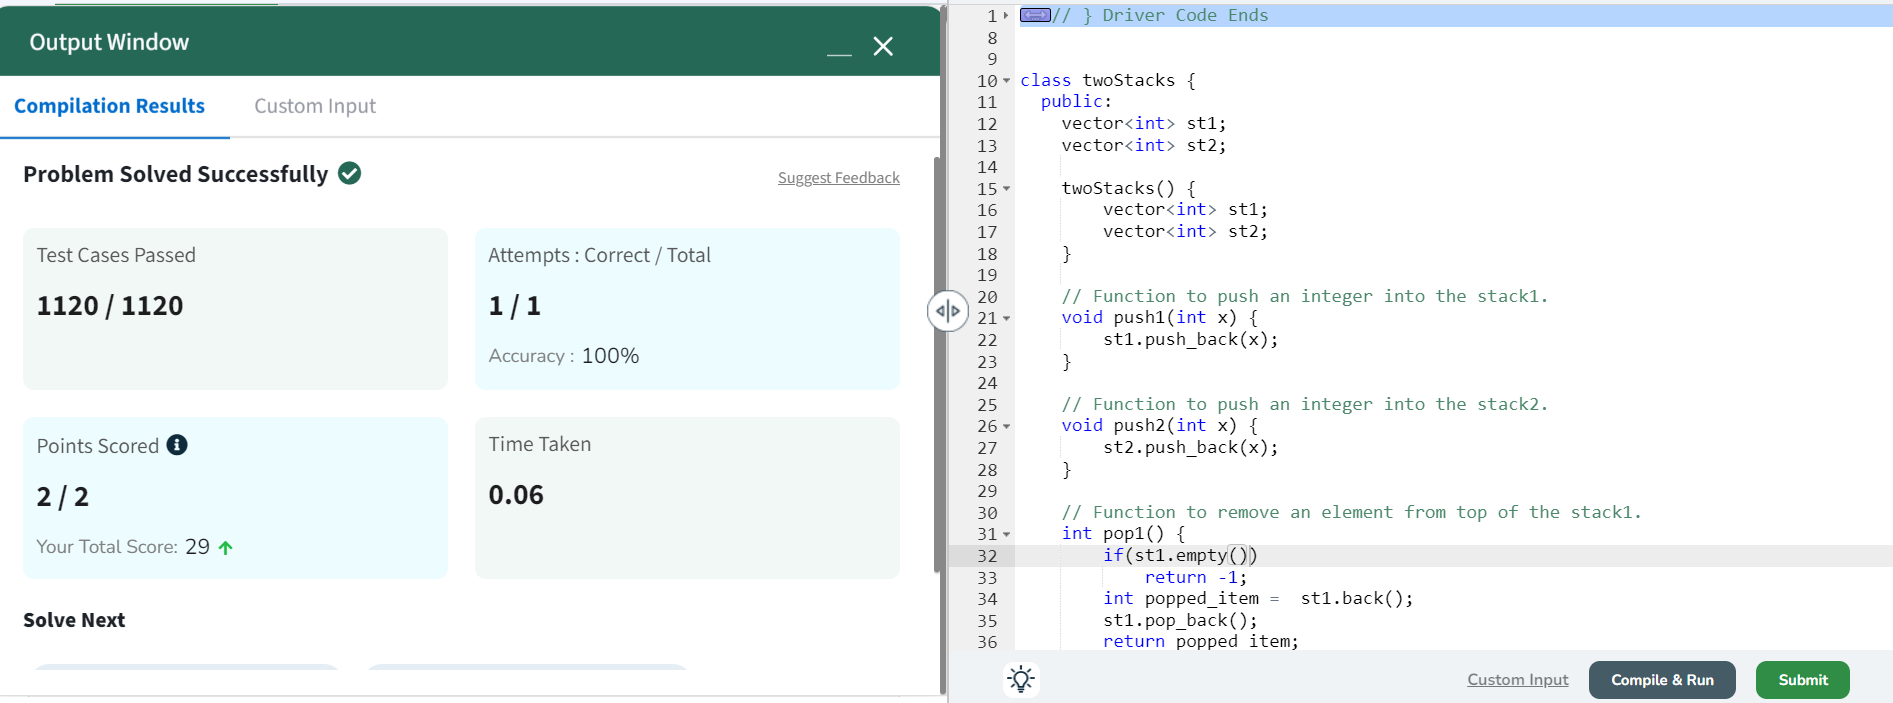 Output Window
Compilation Results
Custom Input
Problem Solved Successfully
Suggest Feedback
Test Cases Passed
1120 / 1120
Attempts : Correct / Total
1 / 1
Accuracy : 100%
Points Scored
2 / 2
Your Total Score: 29
Time Taken
0.06
Solve Next
1 // } Driver Code Ends
8
9
10 class twoStacks {
11 public:
12 vector<int> st1;
13 vector<int> st2;
14
15 twoStacks() {
16 vector<int> st1;
17 vector<int> st2;
18 }
19
20 // Function to push an integer into the stack1.
21 void push1(int x) {
22 st1.push_back(x);
23 }
24
25 // Function to push an integer into the stack2.
26 void push2(int x) {
27 st2.push_back(x);
28 }
29
30 // Function to remove an element from top of the stack1.
31 int pop1() {
32 if(st1.empty())
33 return -1;
34 int popped_item =  st1.back();
35 st1.pop_back();
36 return popped_item;
Custom Input
Compile & Run
Submit